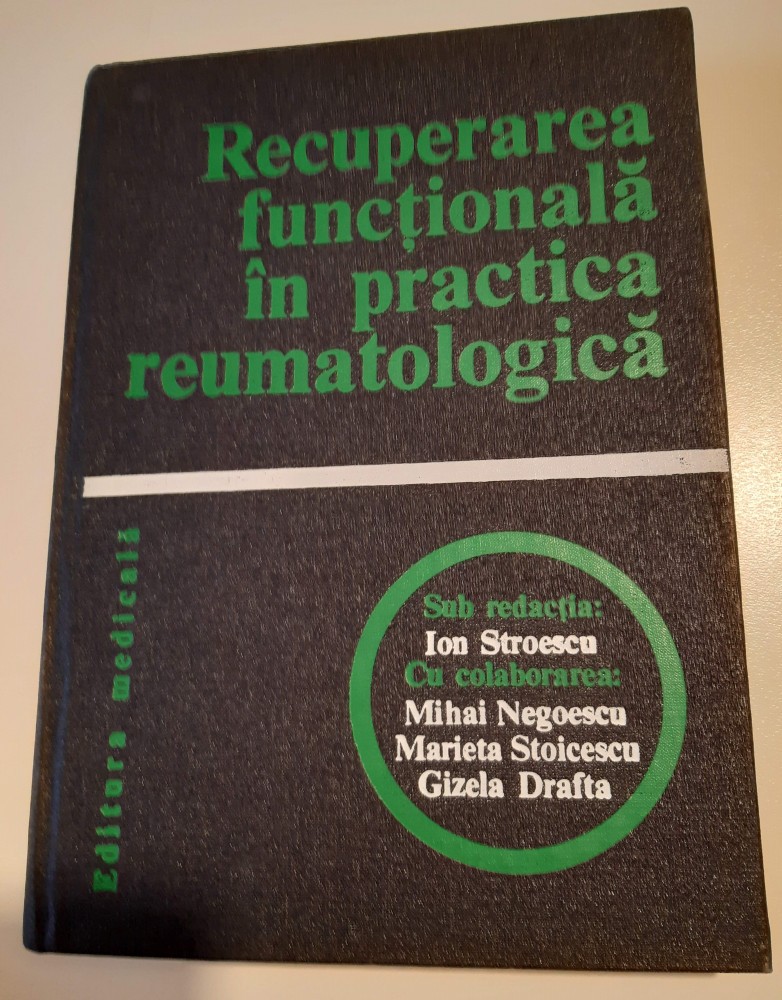 Recuperarea
funcțională
în practica
reumatologică
Editura medicală
Sub redacția:
Ion Stroescu
Cu colaborarea:
Mihai Negoescu
Marieta Stoicescu
Gizela Drafta